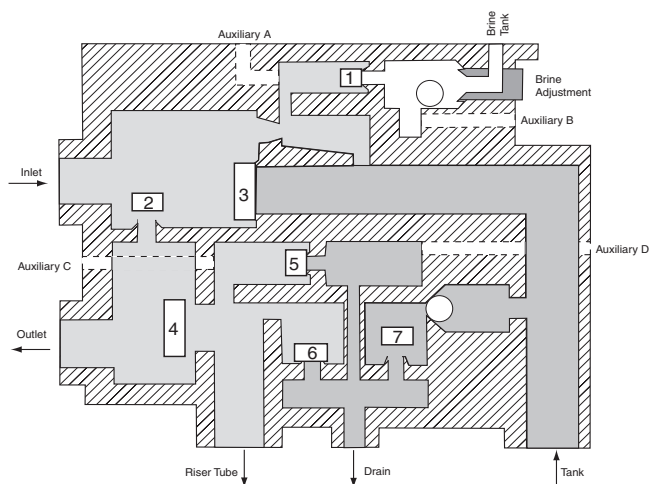 Auxiliary A
Brine
Tank
1
Brine
Adjustment
Auxiliary B
Inlet
2
3
Auxiliary C
5
Auxiliary D
4
Outlet
7
6
Riser Tube
Drain
Tank